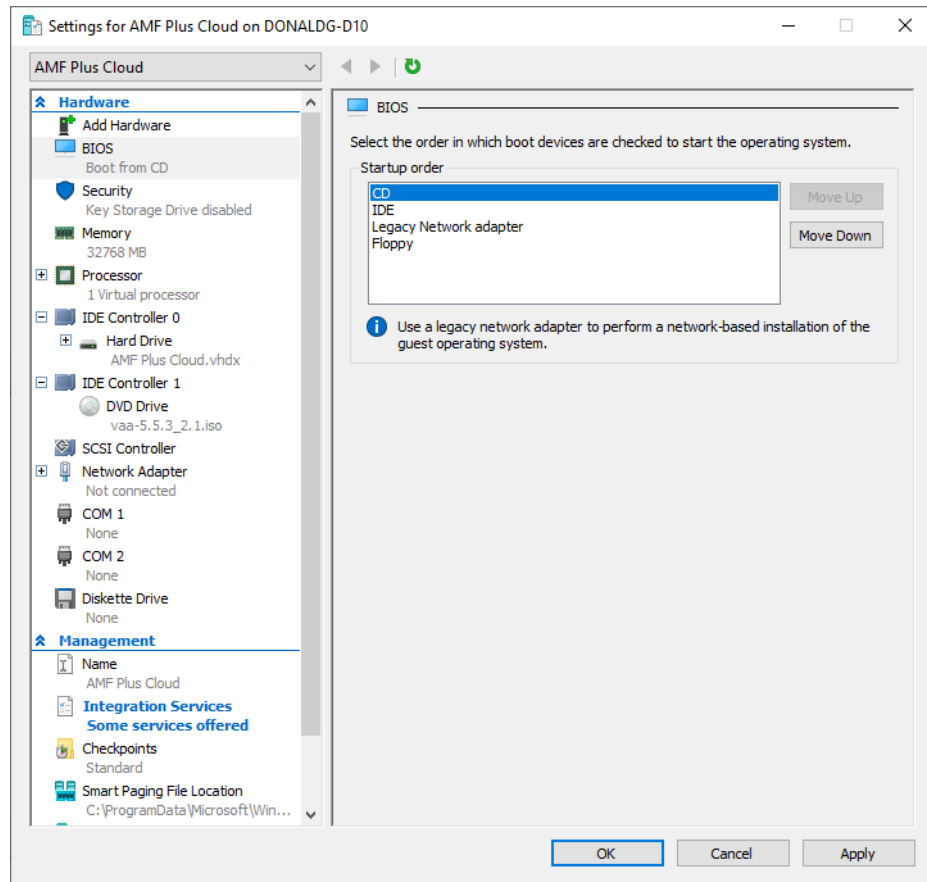 Settings for AMF Plus Cloud on DONALDG-D10
AMF Plus Cloud
Hardware
Add Hardware
BIOS
Boot from CD
Security
Key Storage Drive disabled
Memory
32768 MB
Processor
1 Virtual processor
IDE Controller 0
Hard Drive
AMF Plus Cloud.vhdx
IDE Controller 1
DVD Drive
vaa-5.5.3_2.1.iso
SCSI Controller
Network Adapter
Not connected
COM 1
None
COM 2
None
Diskette Drive
None
Management
Name
AMF Plus Cloud
Integration Services
Some services offered
Checkpoints
Standard
Smart Paging File Location
C:\ProgramData\Microsoft\Win...
BIOS
Select the order in which boot devices are checked to start the operating system.
Startup order
CD
IDE
Legacy Network adapter
Floppy
Move Up
Move Down
Use a legacy network adapter to perform a network-based installation of the
guest operating system.
OK
Cancel
Apply